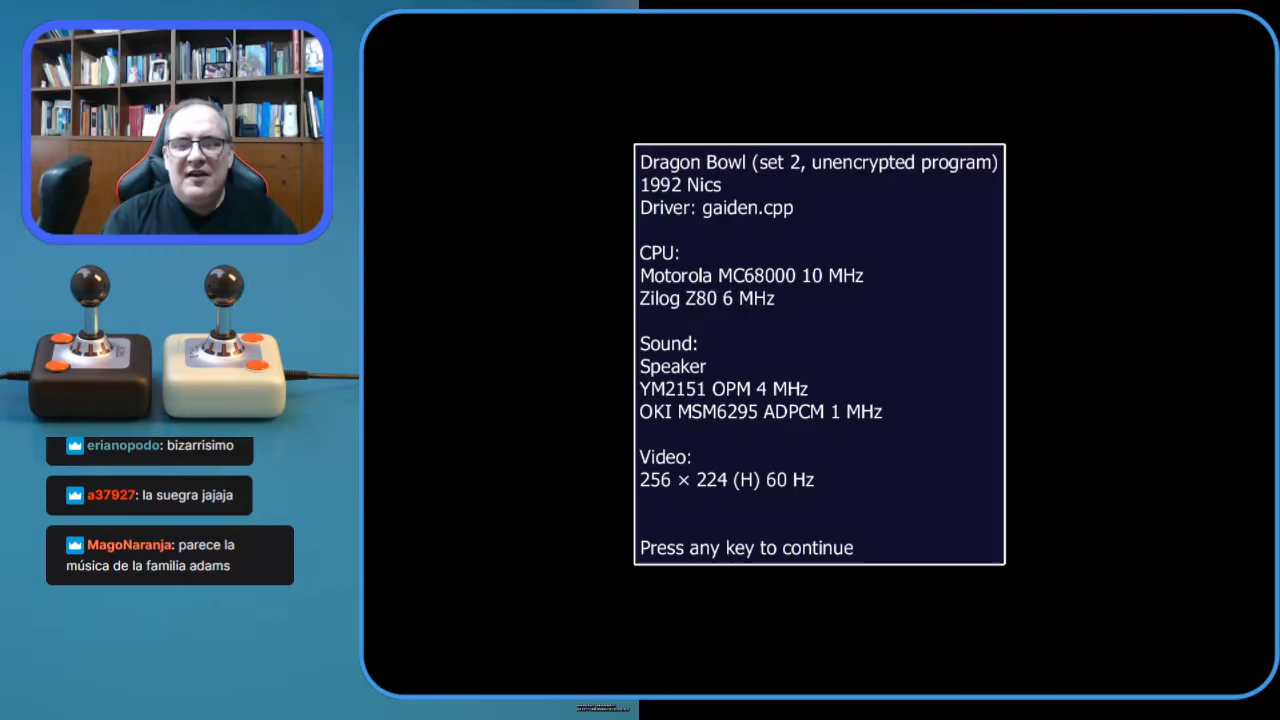 Dragon Bowl (set 2, unencrypted program)
1992 Nics
Driver: gaiden.cpp
CPU:
Motorola MC68000 10 MHz
Zilog Z80 6 MHz
Sound:
Speaker
YM2151 OPM 4 MHz
OKI MSM6295 ADPCM 1 MHz
Video:
256 × 224 (H) 60 Hz
Press any key to continue
erianopodo: bizarrisimo
a37927: la suegra jajaja
MagoNaranja: parece la
música de la familia adams